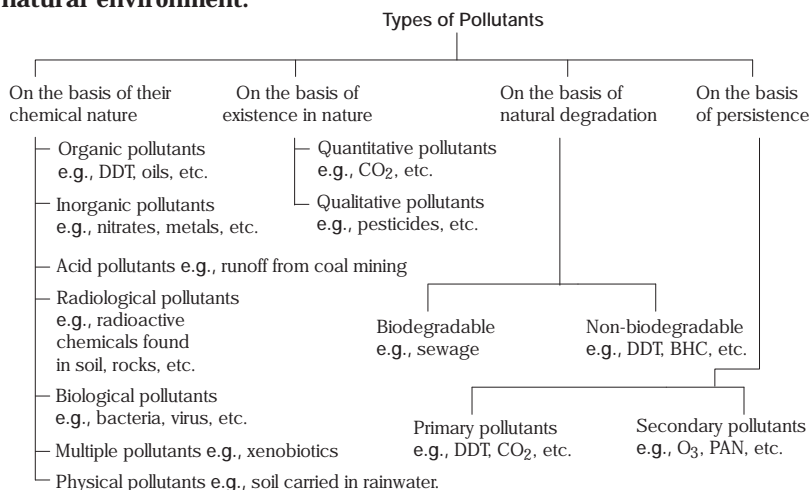 natural environment.
Types of Pollutants
On the basis of their
chemical nature
Organic pollutants
e.g., DDT, oils, etc.
Inorganic pollutants
e.g., nitrates, metals, etc.
Acid pollutants e.g., runoff from coal mining
Radiological pollutants
e.g., radioactive
chemicals found
in soil, rocks, etc.
Biological pollutants
e.g., bacteria, virus, etc.
Multiple pollutants e.g., xenobiotics
Physical pollutants e.g., soil carried in rainwater.
On the basis of
existence in nature
Quantitative pollutants
e.g., CO₂, etc.
Qualitative pollutants
e.g., pesticides, etc.
On the basis of
natural degradation
Biodegradable
e.g., sewage
Non-biodegradable
e.g., DDT, BHC, etc.
On the basis
of persistence
Primary pollutants
e.g., DDT, CO₂, etc.
Secondary pollutants
e.g., O₃, PAN, etc.